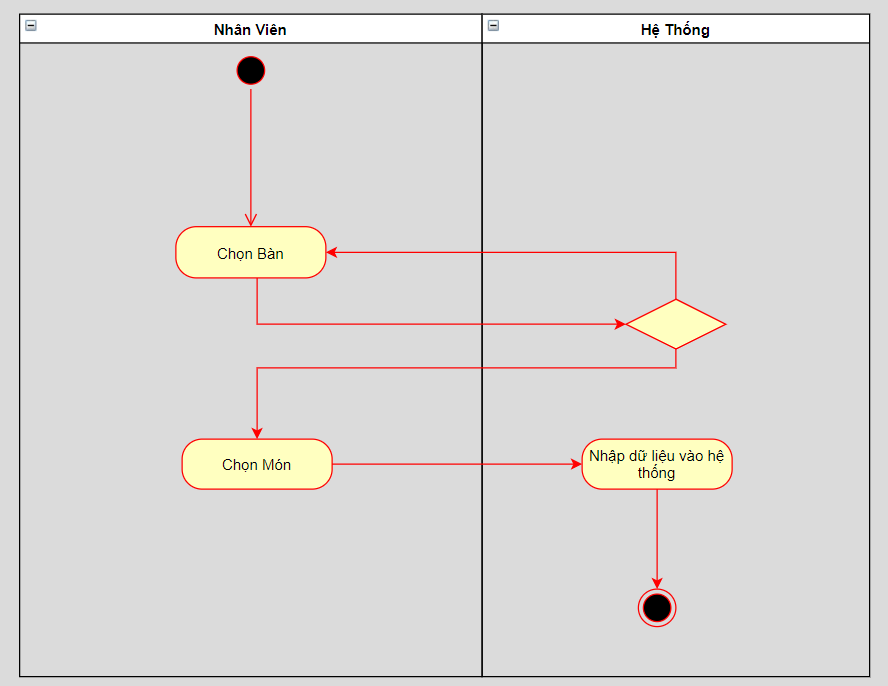 Nhân Viên
Hệ Thống
Chọn Bàn
Chọn Món
Nhập dữ liệu vào hệ
thống